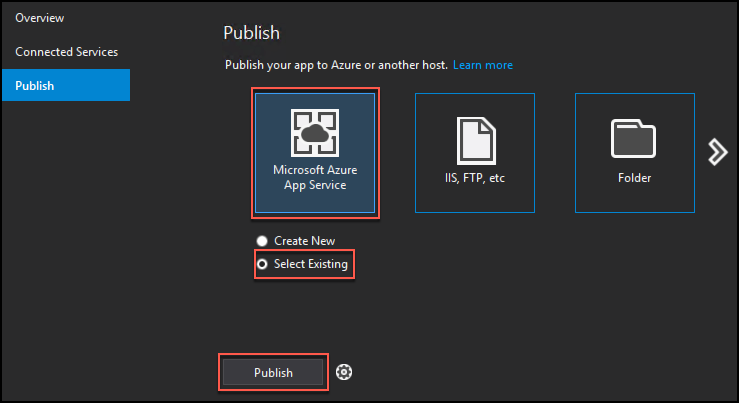 Overview
Connected Services
Publish
Publish
Publish your app to Azure or another host. Learn more
Microsoft Azure
App Service
IIS, FTP, etc
Folder
Create New
Select Existing
Publish